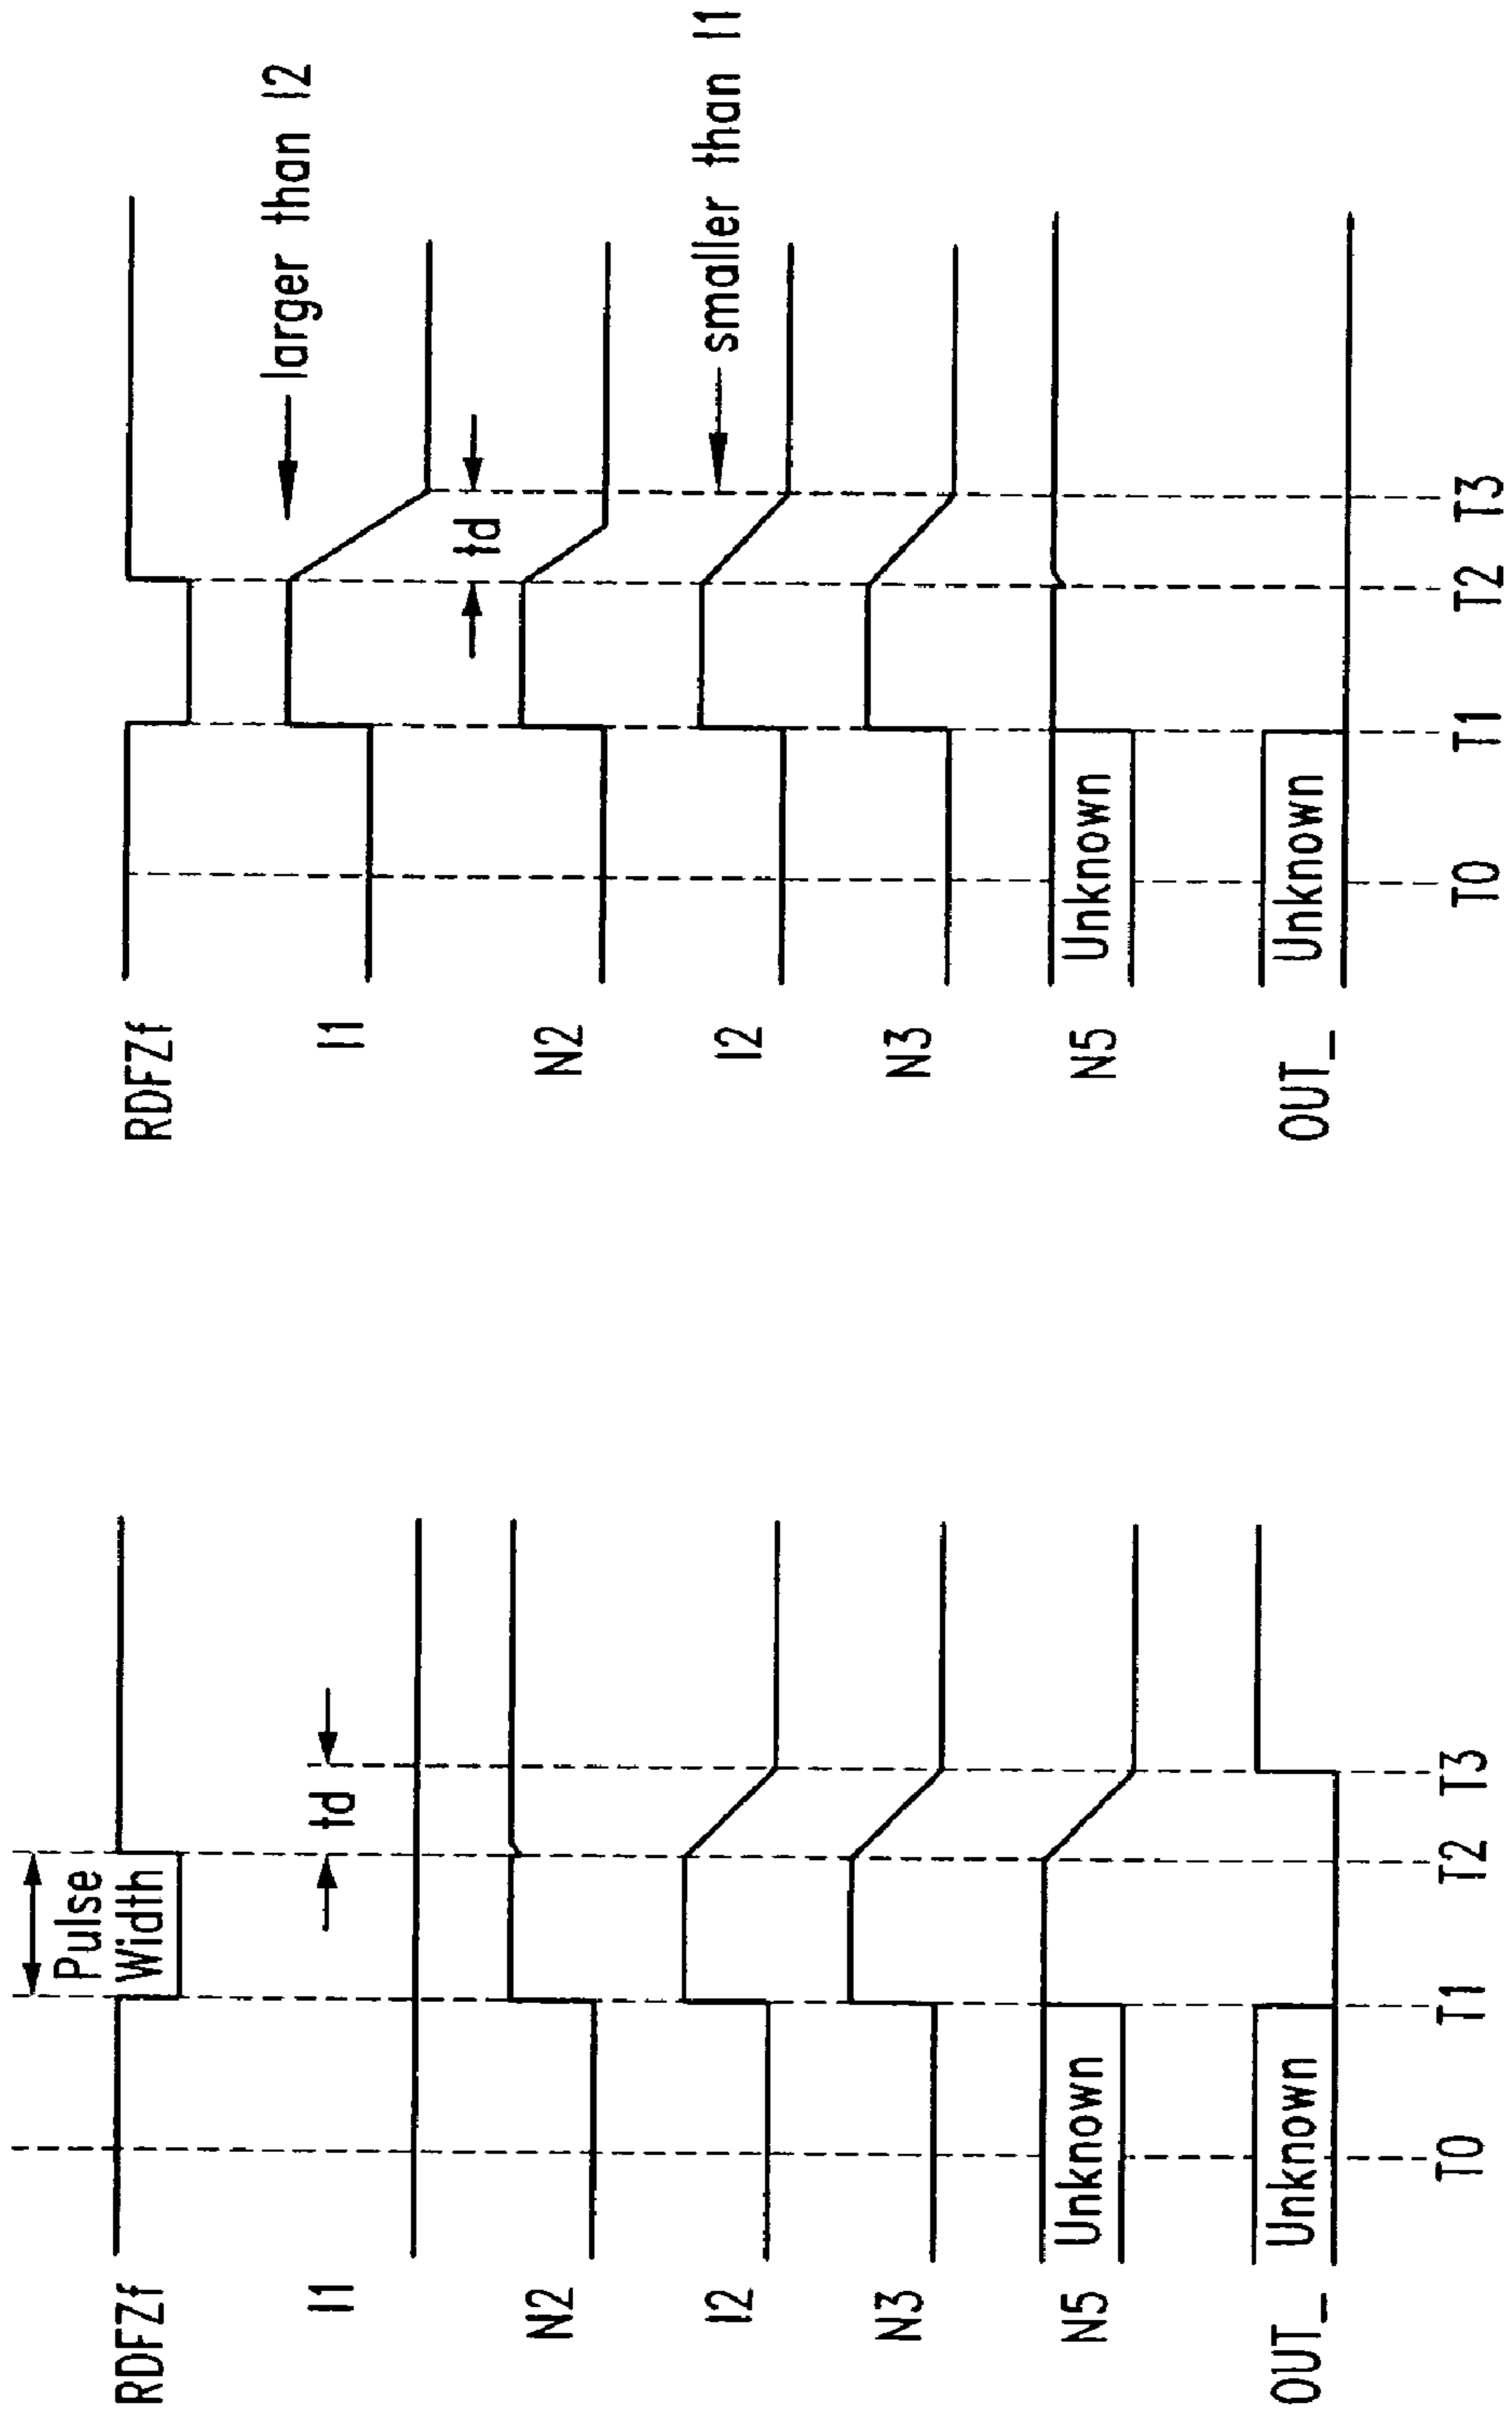 Pulse
Width
RDFZf
I1
td
N2
I2
N3
N5
Unknown
OUT_
Unknown
T0
T1
T2
T3
RDFZf
I1
larger than I2
td
N2
I2
smaller than I1
N3
N5
Unknown
OUT_
Unknown
T0
T1
T2
T3